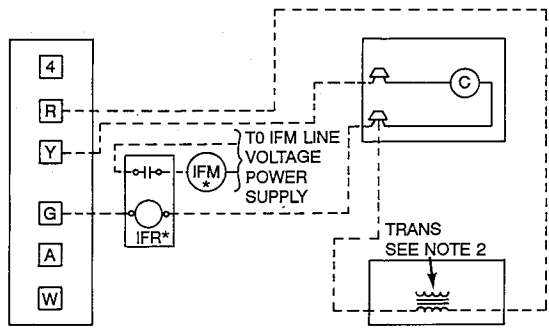 4
R
Y
G
A
W
C
TO IFM LINE
VOLTAGE
POWER
SUPPLY
IFM
*
IFR*
TRANS
SEE NOTE 2